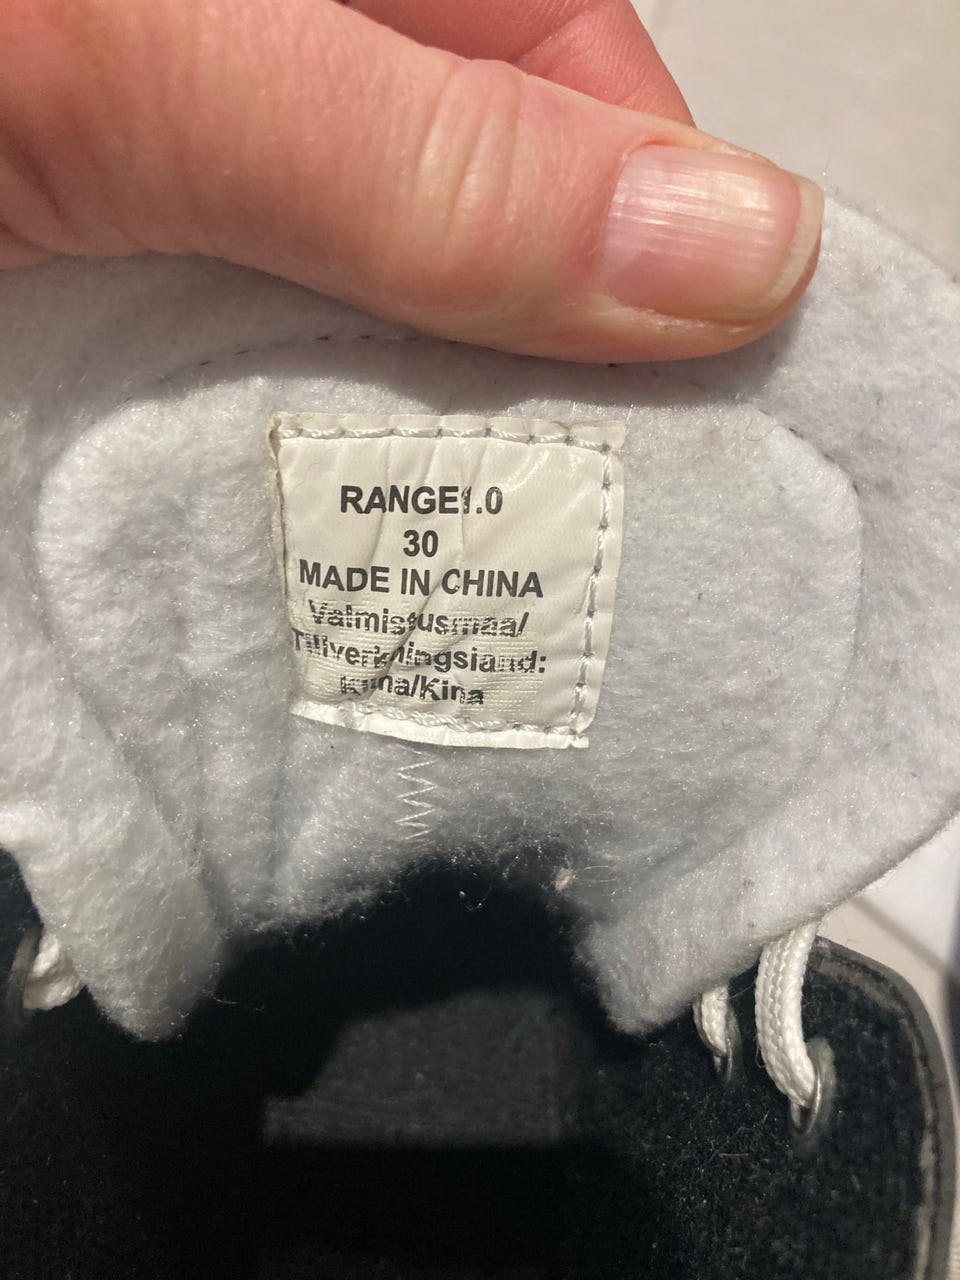 RANGE1.0
30
MADE IN CHINA
Valmistusmaa/
Tillverkningsland:
Kiina/Kina